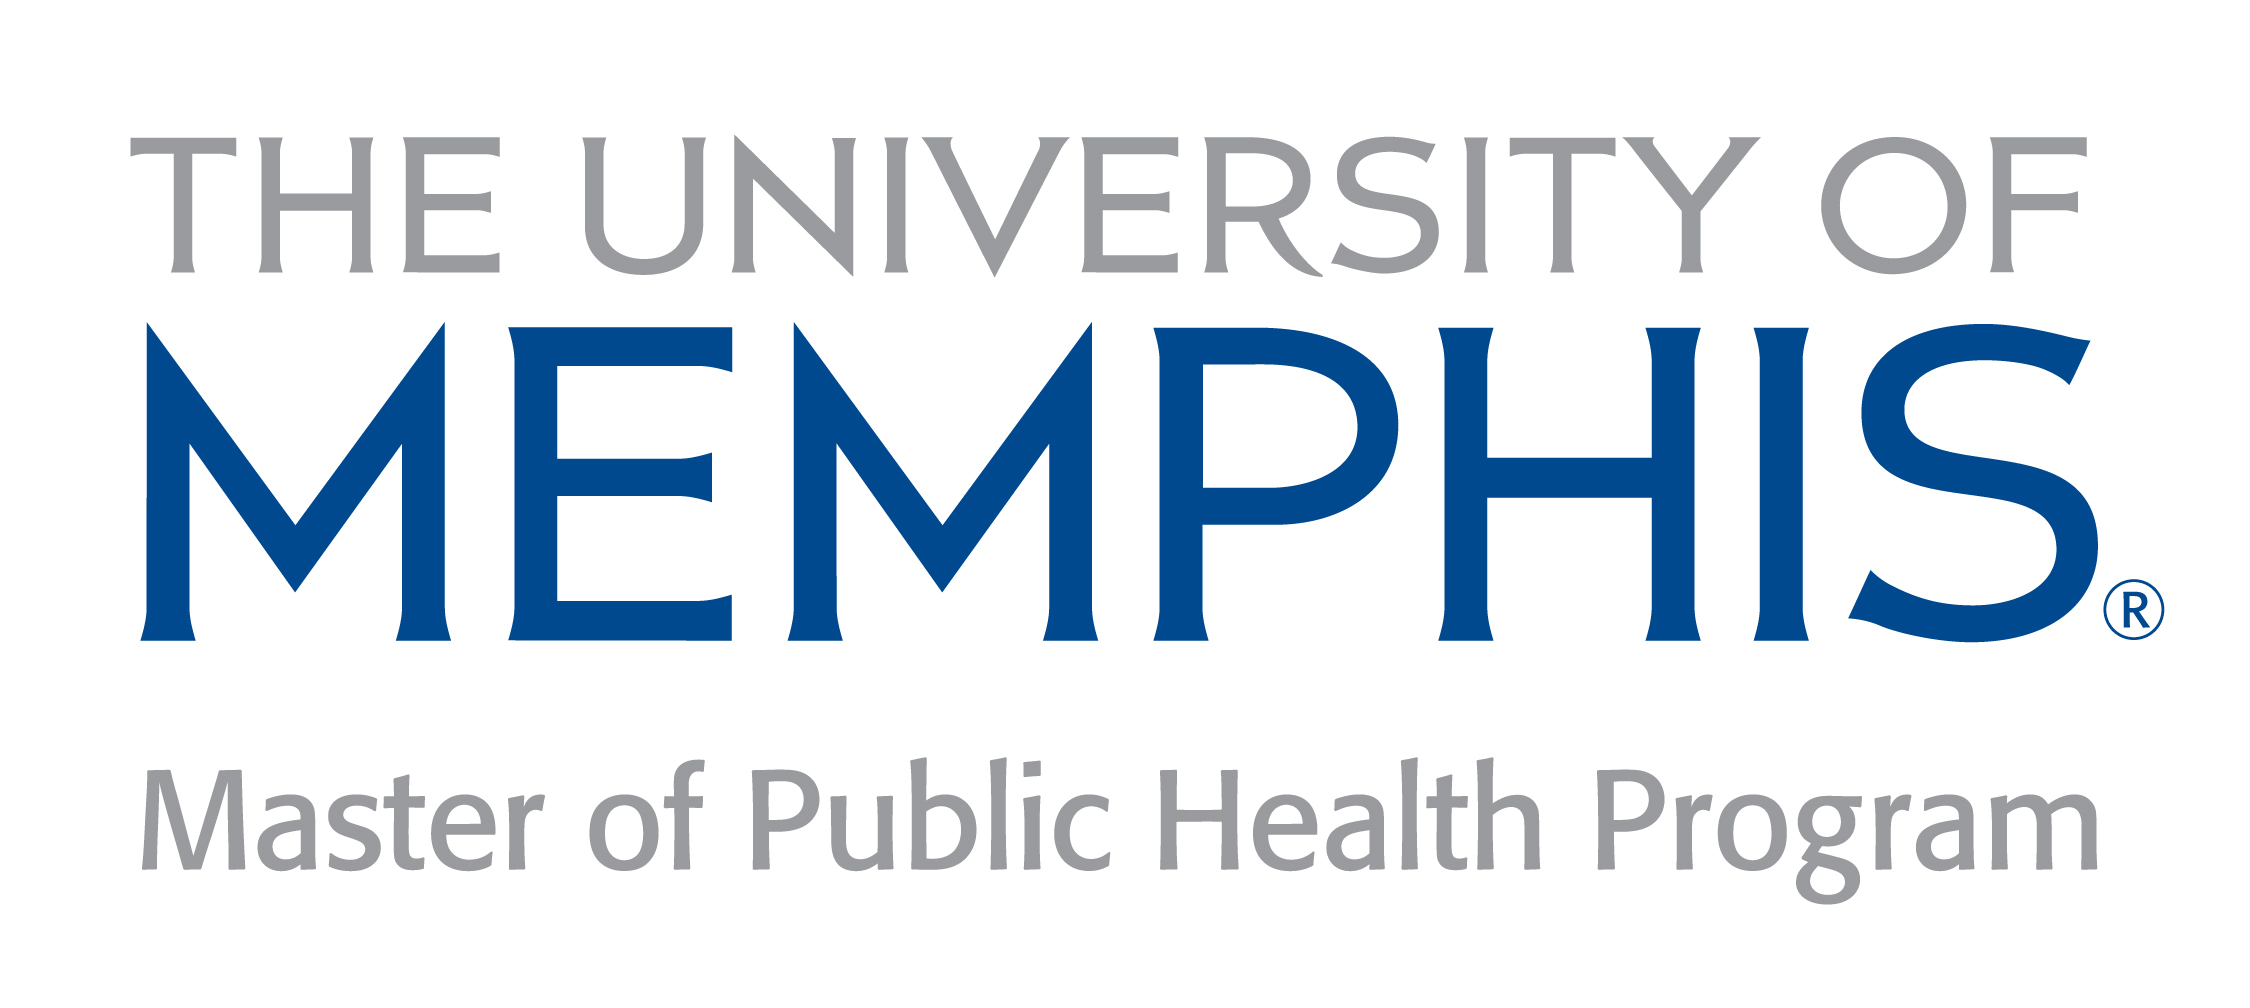 THE UNIVERSITY OF
MEMPHIS®
Master of Public Health Program